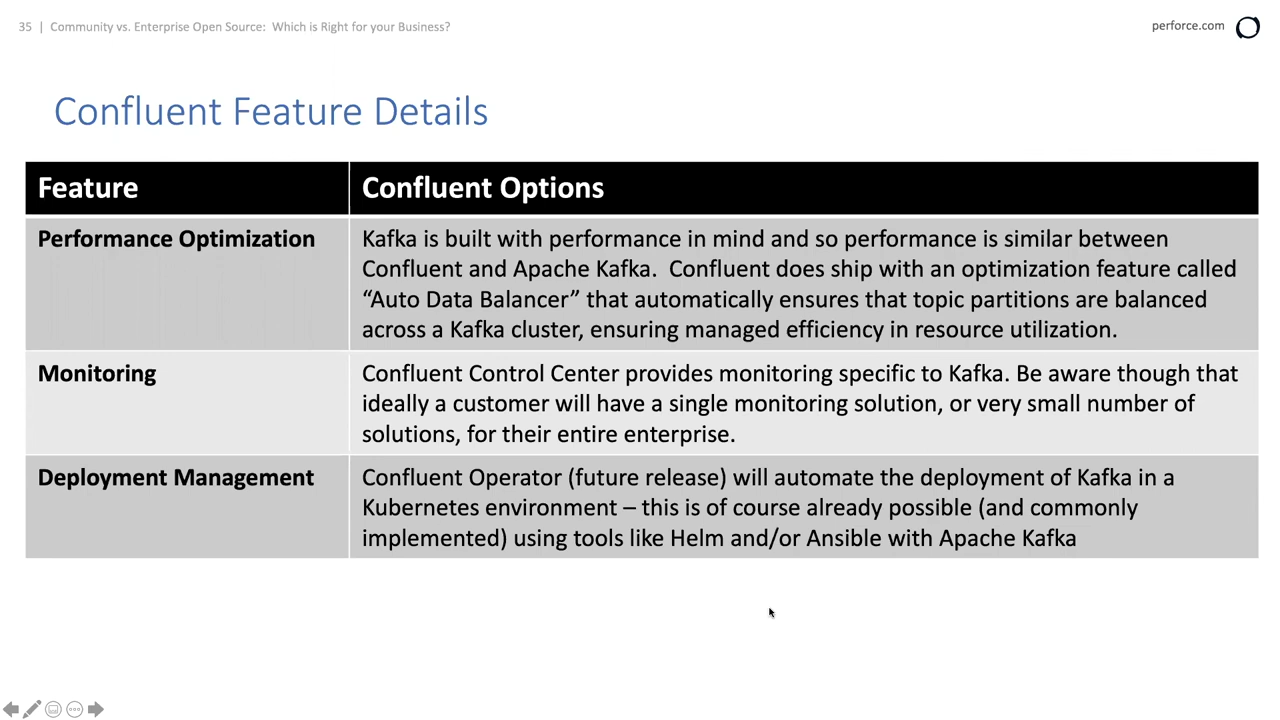 35 | Community vs. Enterprise Open Source: Which is Right for your Business?
perforce.com
Confluent Feature Details
Feature
Confluent Options
Performance Optimization
Kafka is built with performance in mind and so performance is similar between
Confluent and Apache Kafka.  Confluent does ship with an optimization feature called
“Auto Data Balancer” that automatically ensures that topic partitions are balanced
across a Kafka cluster, ensuring managed efficiency in resource utilization.
Monitoring
Confluent Control Center provides monitoring specific to Kafka. Be aware though that
ideally a customer will have a single monitoring solution, or very small number of
solutions, for their entire enterprise.
Deployment Management
Confluent Operator (future release) will automate the deployment of Kafka in a
Kubernetes environment – this is of course already possible (and commonly
implemented) using tools like Helm and/or Ansible with Apache Kafka